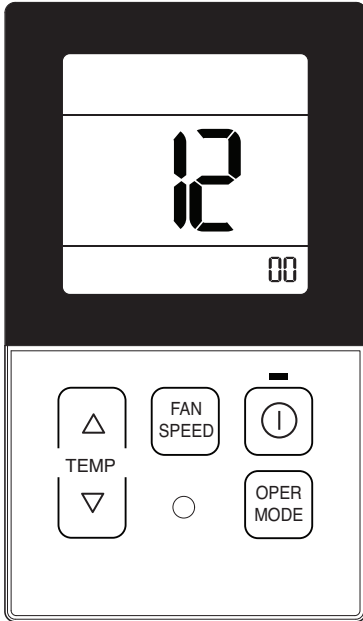 12
00
FAN
SPEED
TEMP
OPER
MODE